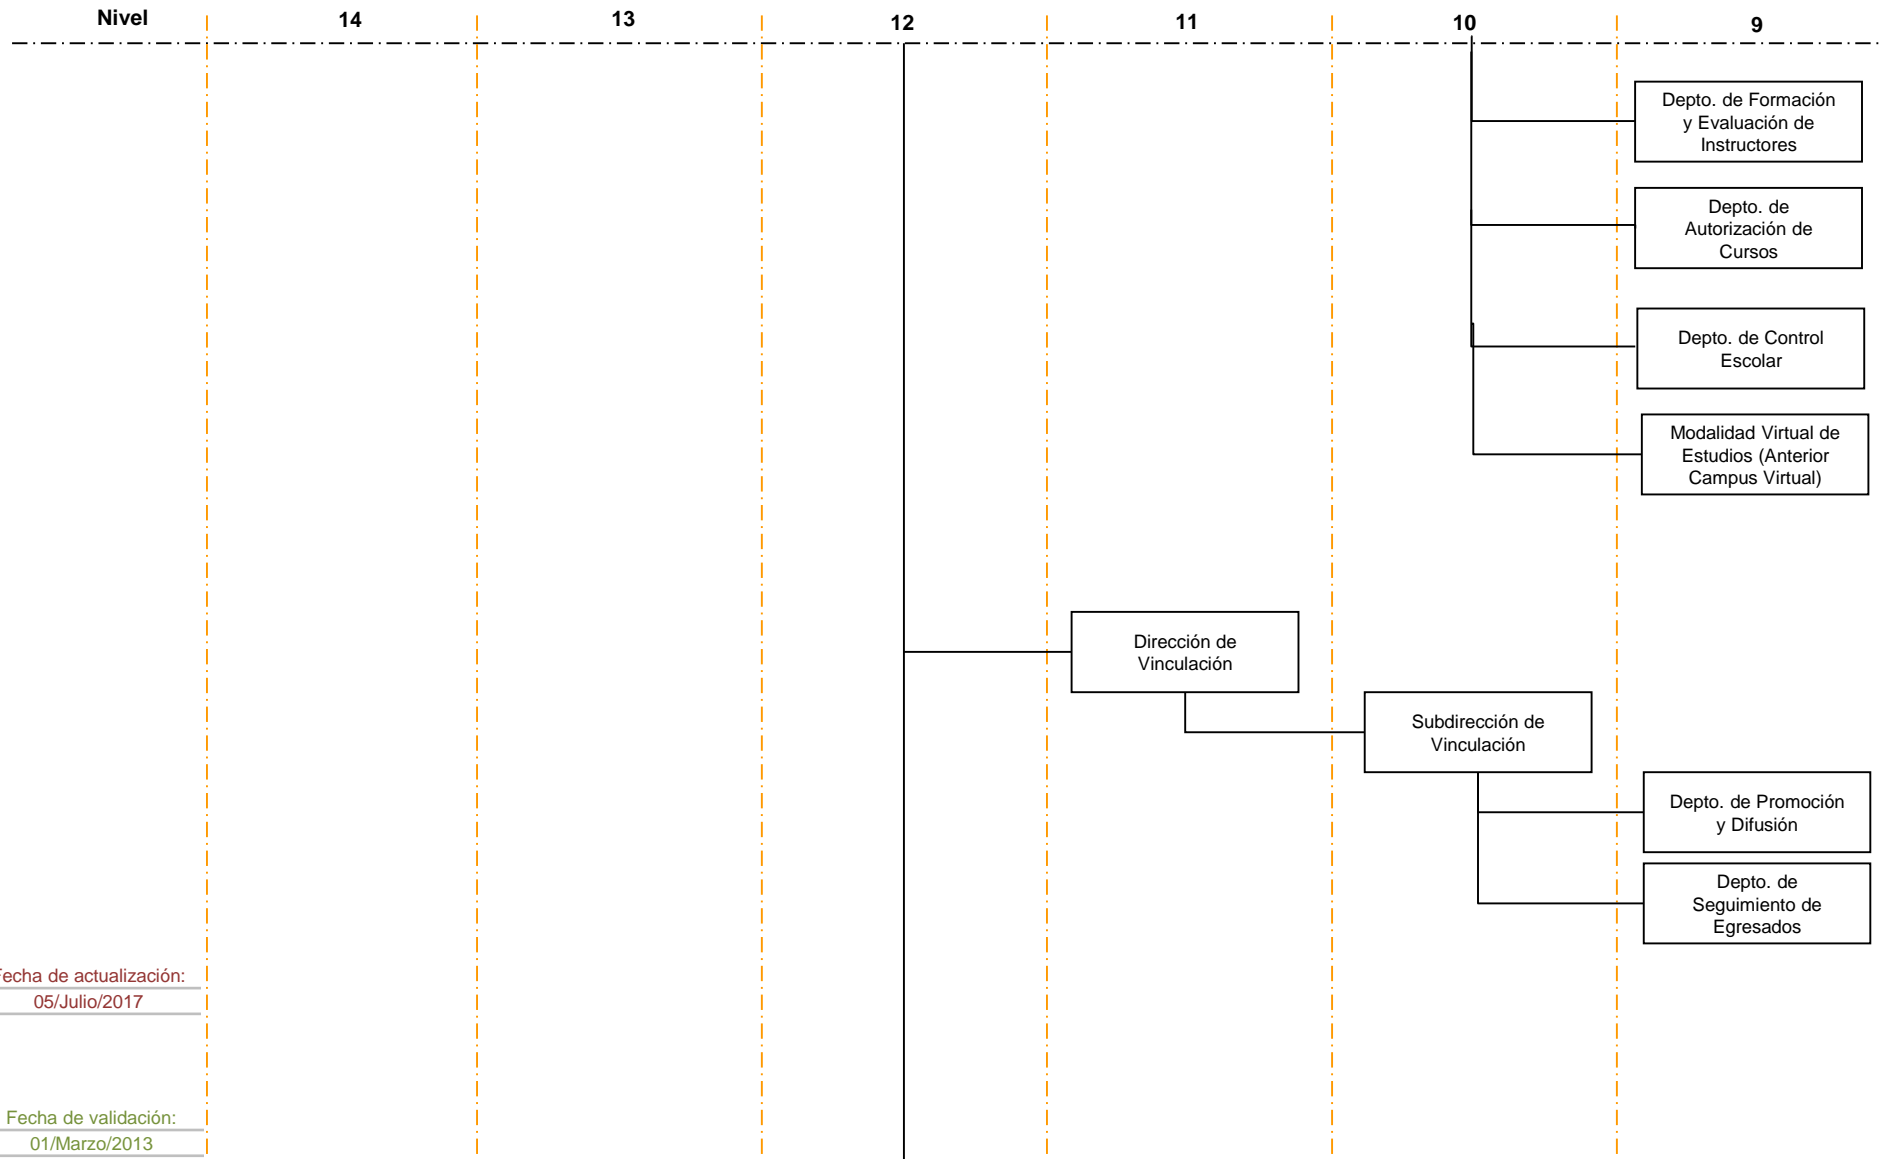 Nivel 14 13 12 11 10 9
Depto. de Formación
y Evaluación de
Instructores
Depto. de
Autorización de
Cursos
Depto. de Control
Escolar
Modalidad Virtual de
Estudios (Anterior
Campus Virtual)
Dirección de
Vinculación
Subdirección de
Vinculación
Depto. de Promoción
y Difusión
Depto. de
Seguimiento de
Egresados
Fecha de actualización:
05/Julio/2017
Fecha de validación:
01/Marzo/2013